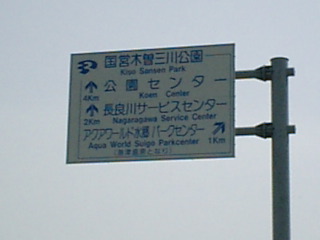 国営木曽三川公園
Kiso Sansen Park
公園センター
4Km Koen Center
長良川サービスセンター
2Km Nagaragawa Service Center
アクアワールド水郷パークセンター
Aqua World Suigo Parkcenter 1Km